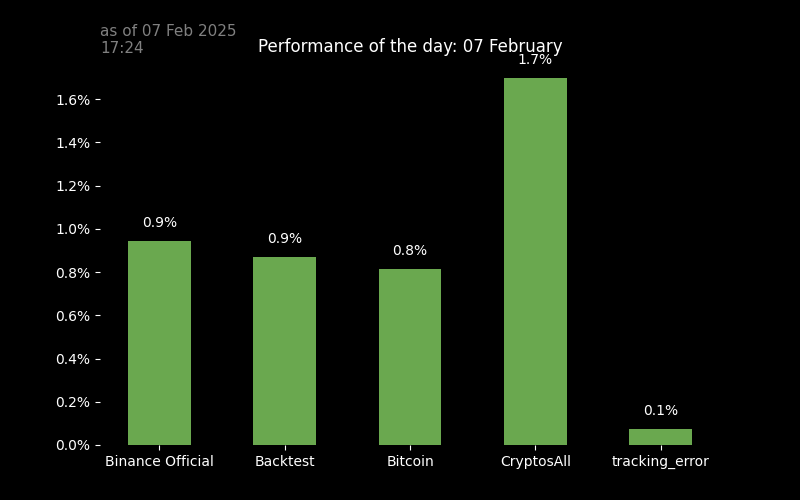 as of 07 Feb 2025
17:24
Performance of the day: 07 February
1.7%
1.6%
1.4%
1.2%
1.0%
0.8%
0.6%
0.4%
0.2%
0.0%
0.9%
0.9%
0.8%
0.1%
Binance Official
Backtest
Bitcoin
CryptosAll
tracking_error